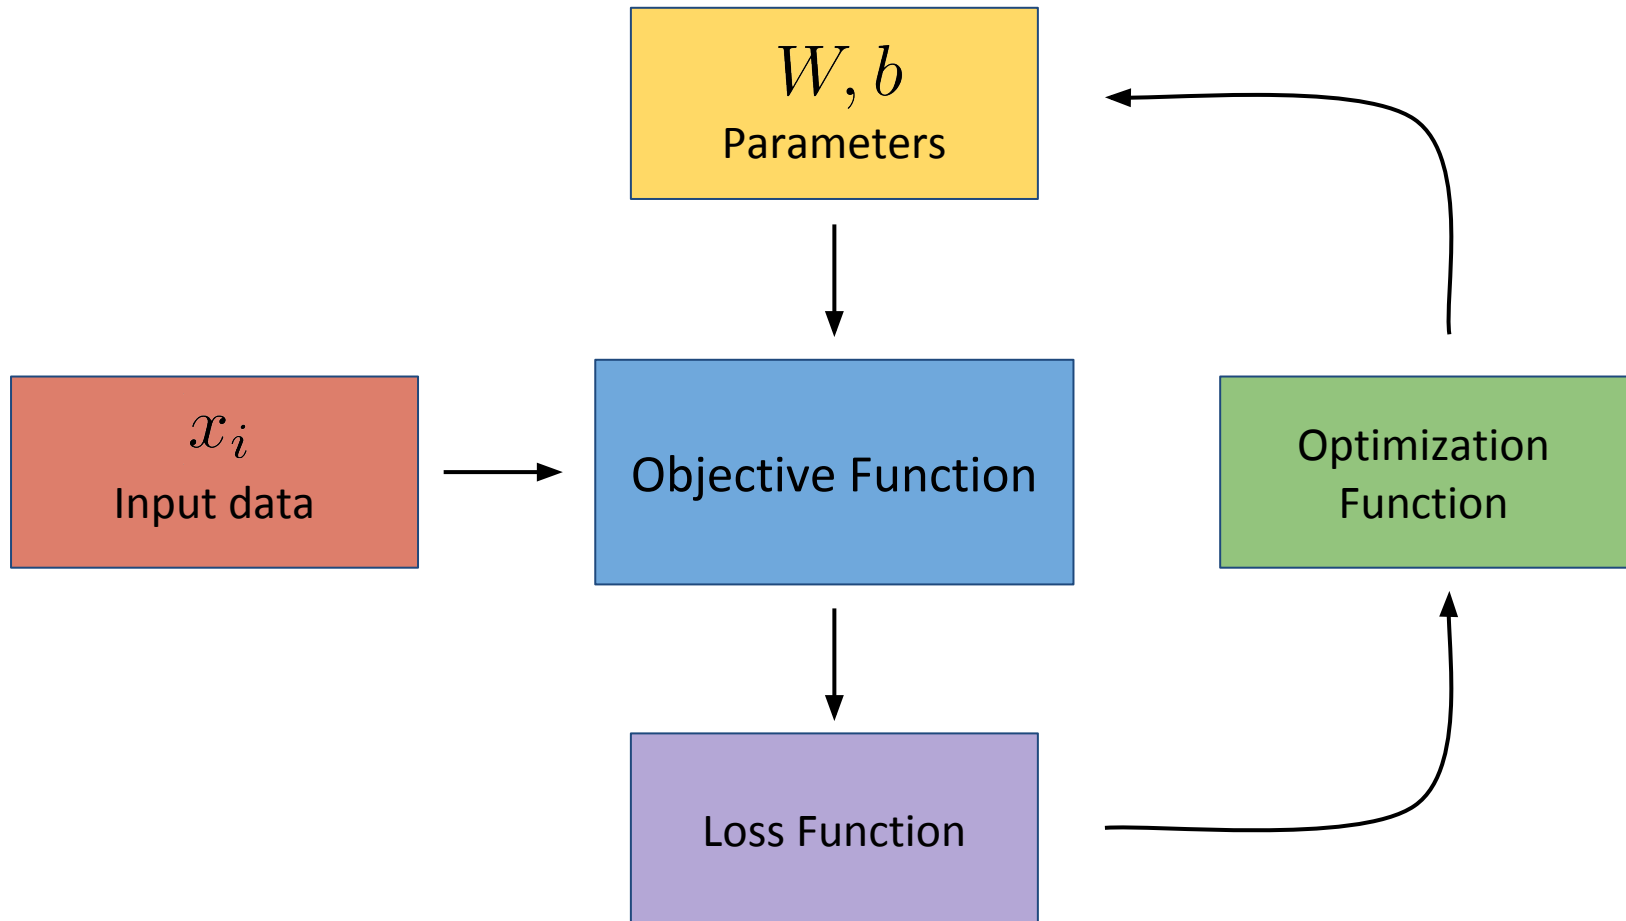 W, b
Parameters
x_i
Input data
Objective Function
Optimization
Function
Loss Function